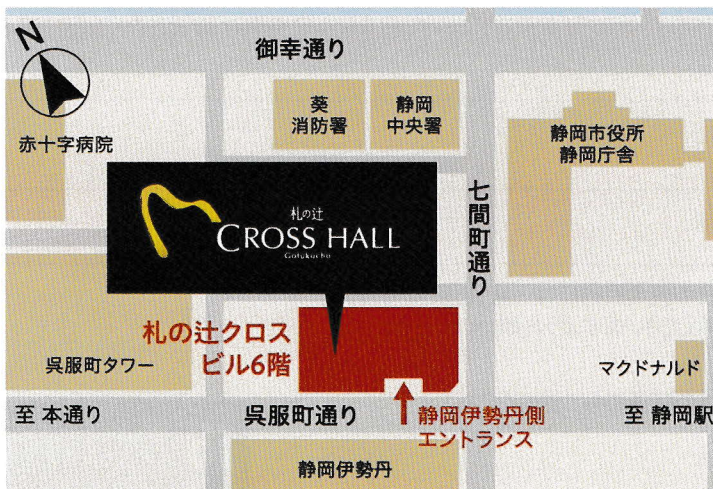 N
御幸通り
葵
消防署
静岡
中央署
赤十字病院
静岡市役所
静岡庁舎
札の辻
CROSS HALL
Gofukucho
七間町通り
札の辻クロス
ビル6階
呉服町タワー
マクドナルド
至 本通り
呉服町通り
静岡伊勢丹側
エントランス
至 静岡駅
静岡伊勢丹